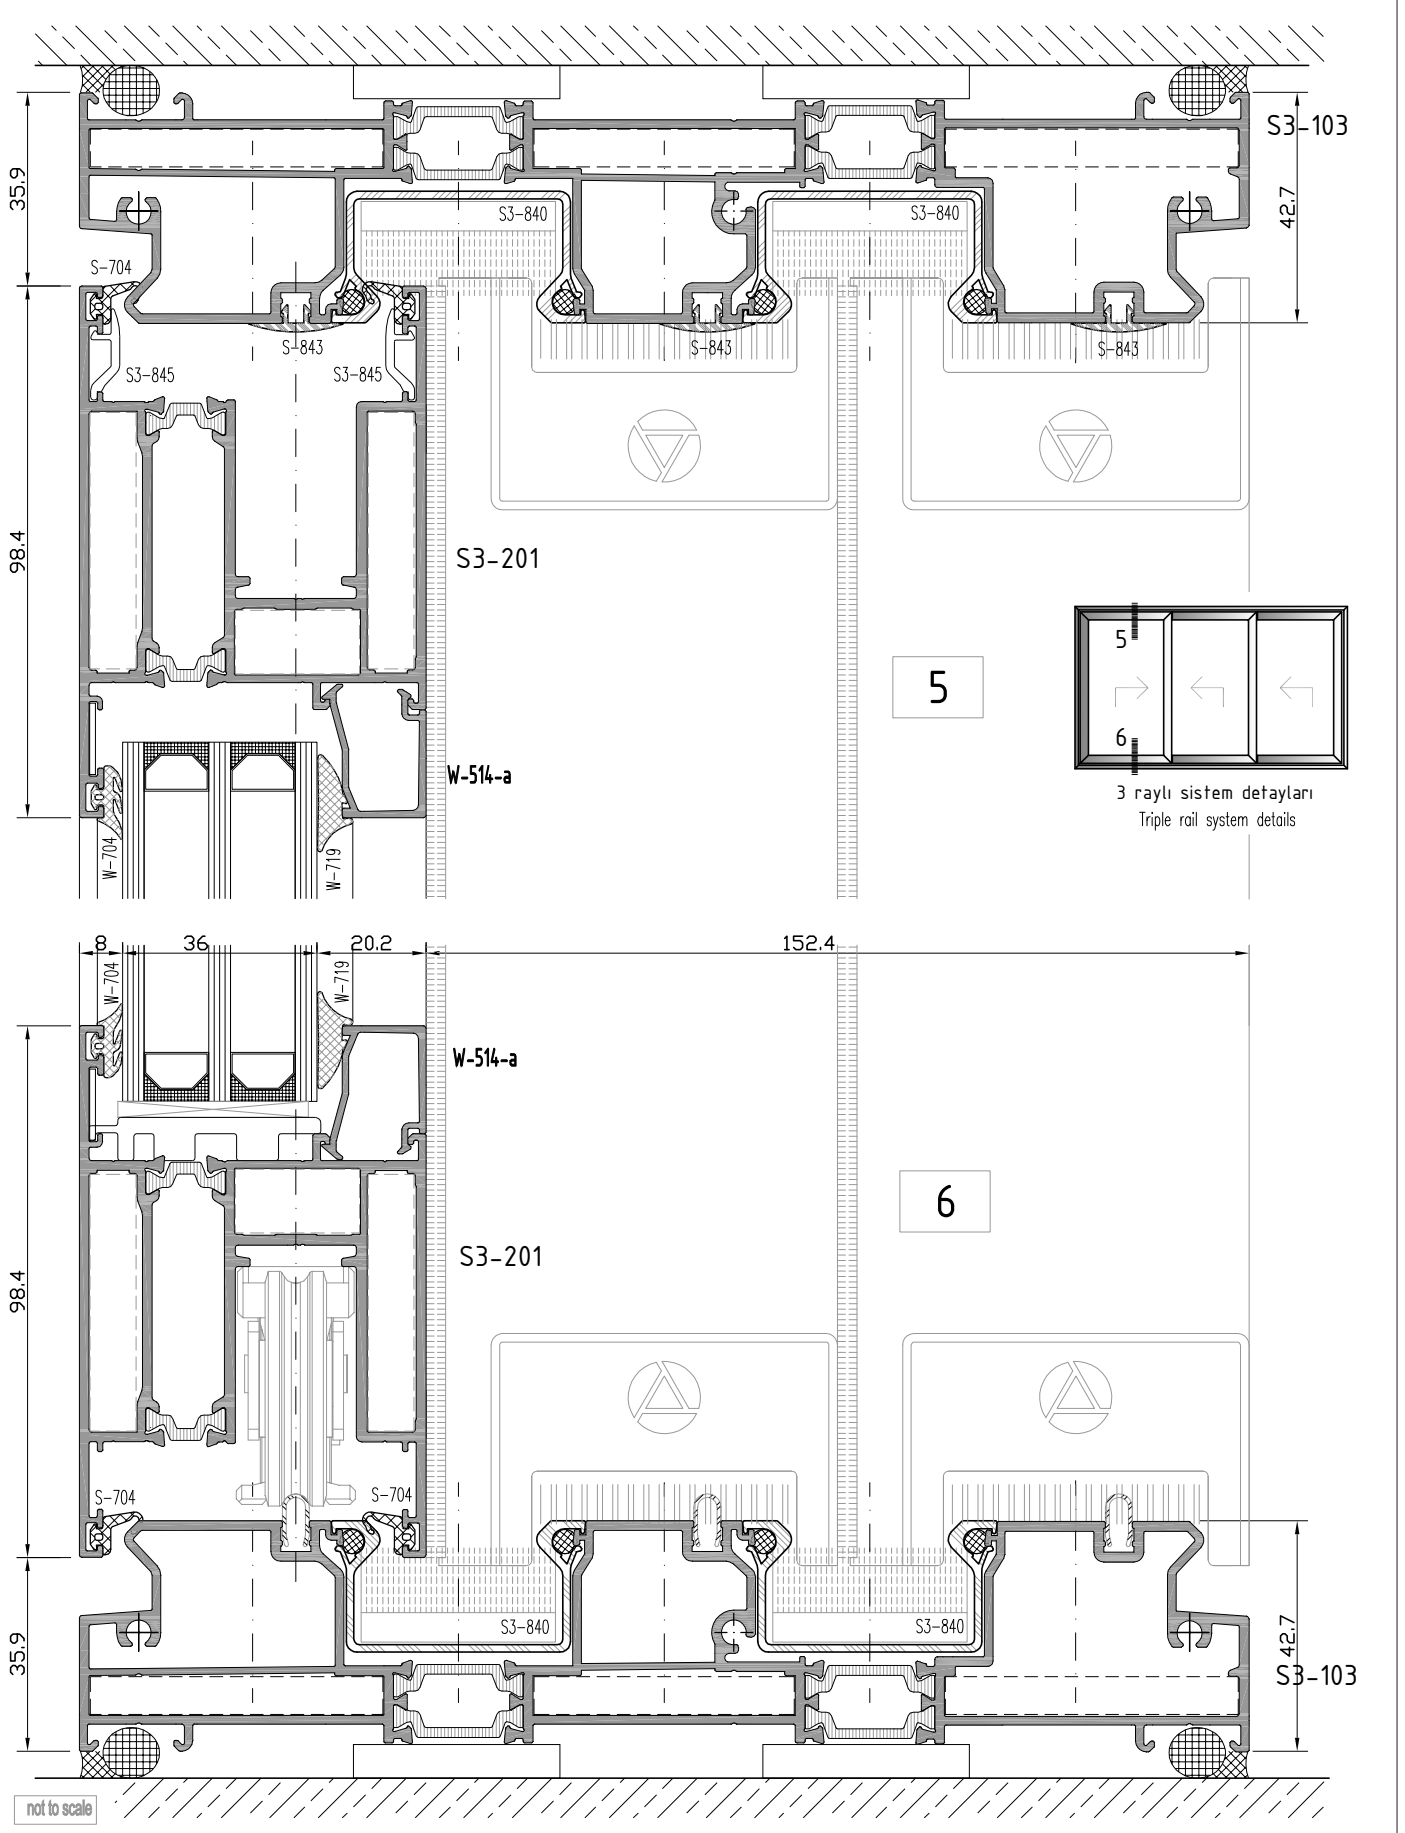 S3-103
35.9
42.7
S3-840
S3-840
S-704
S-843
S-843
S-843
S3-845
S3-845
98.4
S3-201
5
5
6
3 raylı sistem detayları
Triple rail system details
W-514-a
W-704
W-719
8
36
20.2
152.4
W-704
W-719
W-514-a
6
S3-201
98.4
S-704
S-704
S3-840
S3-840
35.9
42.7
S3-103
not to scale